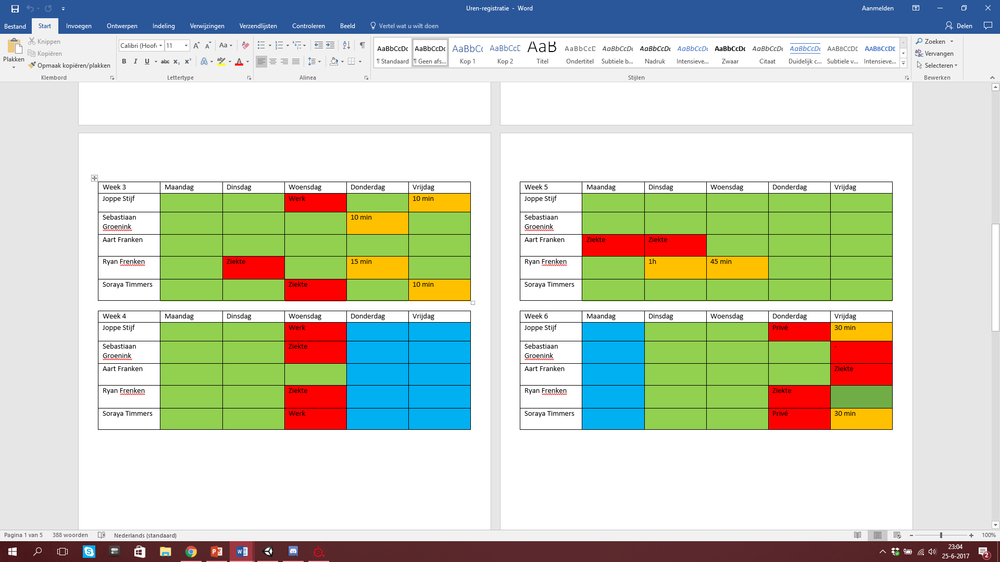 Uren-registratie - Word
Aanmelden
Bestand Start Invoegen Ontwerpen Indeling Verwijzingen Verzendlijsten Controleren Beeld Vertel wat u wilt doen Delen
Plakken
Knippen
Kopiëren
Opmaak kopiëren/plakken
Klembord
Calibri (Hoof 11
Lettertype
Alinea
AaBbCcDc AaBbCcDc AaBbCc AaBbCcD AaB AaBbCcD AaBbCcDc AaBbCcDc AaBbCcDc AaBbCcDc AaBbCcDc AaBbCcDc AaBbCcDd AaBbCcDd
¶ Standaard ¶ Geen afs... Kop 1 Kop 2 Titel Ondertitel Subtiele b... Nadruk Intensieve... Zwaar Citaat Duidelijk c... Subtiele v... Intensieve...
Stijlen
Zoeken
Vervangen
Selecteren
Bewerken
Week 3 Maandag Dinsdag Woensdag Donderdag Vrijdag
Joppe Stijf Werk 10 min
Sebastiaan Groenink 10 min
Aart Franken
Ryan Frenken Ziekte 15 min
Soraya Timmers Ziekte 10 min
Week 4 Maandag Dinsdag Woensdag Donderdag Vrijdag
Joppe Stijf Werk
Sebastiaan Groenink Ziekte
Aart Franken
Ryan Frenken Ziekte
Soraya Timmers Werk
Week 5 Maandag Dinsdag Woensdag Donderdag Vrijdag
Joppe Stijf
Sebastiaan Groenink
Aart Franken Ziekte Ziekte
Ryan Frenken 1h 45 min
Soraya Timmers
Week 6 Maandag Dinsdag Woensdag Donderdag Vrijdag
Joppe Stijf Privé 30 min
Sebastiaan Groenink -
Aart Franken Ziekte
Ryan Frenken Ziekte
Soraya Timmers Privé 30 min
Pagina 1 van 5 388 woorden Nederlands (standaard) 100%
23:04
25-6-2017
2